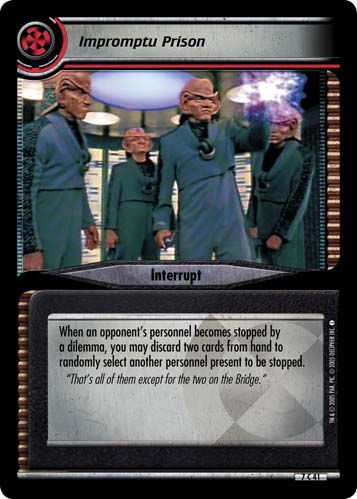 Impromptu Prison
Interrupt
When an opponent's personnel becomes stopped by
a dilemma, you may discard two cards from hand to
randomly select another personnel present to be stopped.
"That's all of them except for the two on the Bridge."
TM & © 2005 PAR. PIC. © 2005 DECIPHER INC.
7 C 41